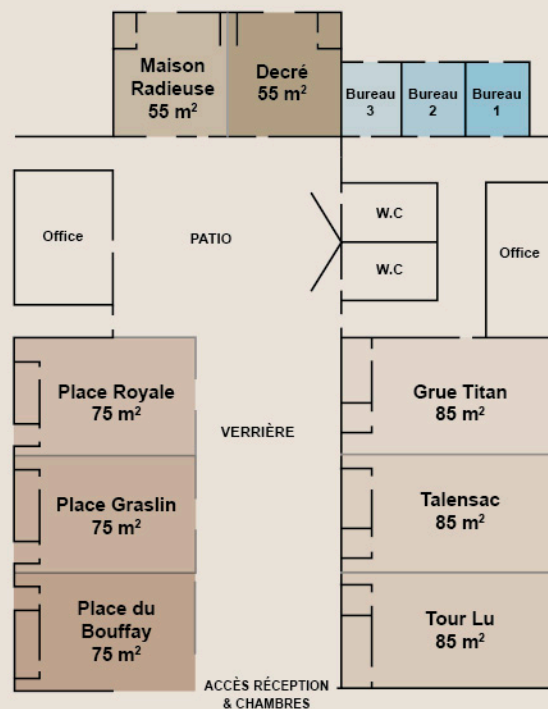 Maison
Radieuse
55 m²
Decré
55 m²
Bureau
3
Bureau
2
Bureau
1
Office
PATIO
W.C
W.C
Office
Place Royale
75 m²
VERRIÈRE
Grue Titan
85 m²
Place Graslin
75 m²
Talensac
85 m²
Place du
Bouffay
75 m²
Tour Lu
85 m²
ACCÈS RÉCEPTION
& CHAMBRES